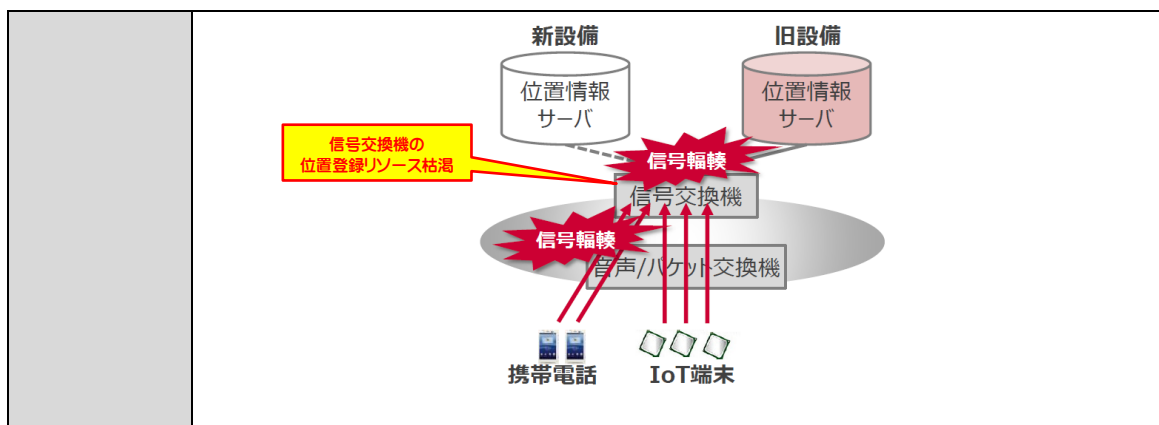 新設備
旧設備
位置情報
サーバ
位置情報
サーバ
信号交換機の
位置登録リソース枯渇
信号輻輳
信号交換機
信号輻輳
音声/パケット交換機
携帯電話
IoT端末